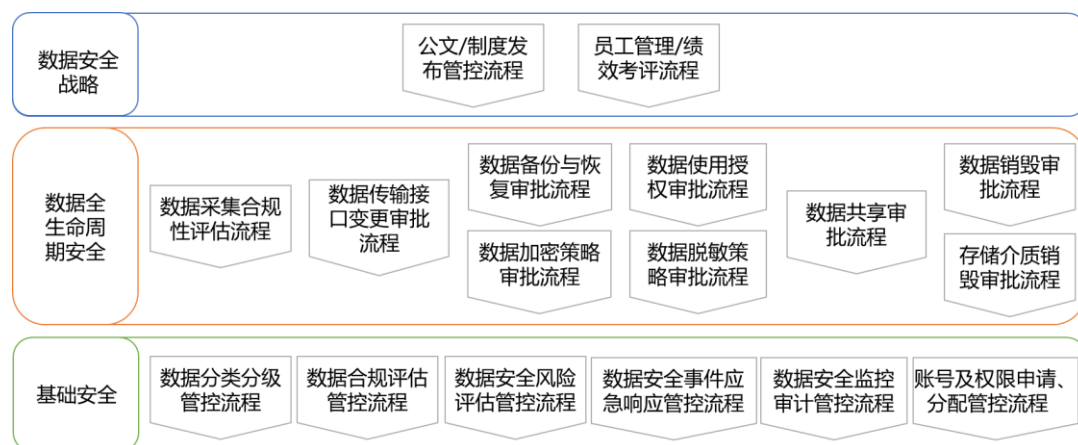 数据安全
战略
公文/制度发
布管控流程
员工管理/绩
效考评流程
数据全
生命周
期安全
数据采集合规
性评估流程
数据传输接
口变更审批
流程
数据备份与恢
复审批流程
数据加密策略
审批流程
数据使用授
权审批流程
数据脱敏策
略审批流程
数据共享审
批流程
数据销毁审
批流程
存储介质销
毁审批流程
基础安全
数据分类分级
管控流程
数据合规评估
管控流程
数据安全风险
评估管控流程
数据安全事件应
急响应管控流程
数据安全监控
审计管控流程
账号及权限申请、
分配管控流程